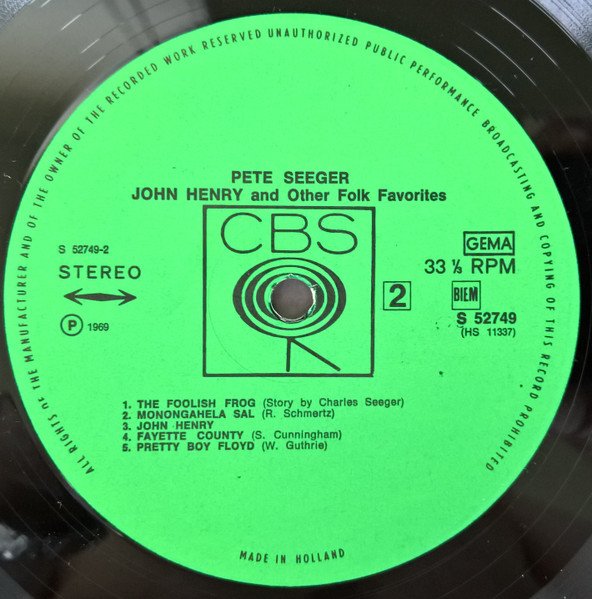 ALL RIGHTS OF THE MANUFACTURER AND OF THE OWNER OF THE RECORDED WORK RESERVED UNAUTHORIZED PUBLIC PERFORMANCE BROADCASTING AND COPYING OF THIS RECORD PROHIBITED
PETE SEEGER
JOHN HENRY and Other Folk Favorites
CBS
S 52749-2
STEREO
Ⓟ 1969
GEMA
33 ⅓ RPM
2
BIEM
S 52749
(HS 11337)
1. THE FOOLISH FROG (Story by Charles Seeger)
2. MONONGAHELA SAL (R. Schmertz)
3. JOHN HENRY
4. FAYETTE COUNTY (S. Cunningham)
5. PRETTY BOY FLOYD (W. Guthrie)
MADE IN HOLLAND